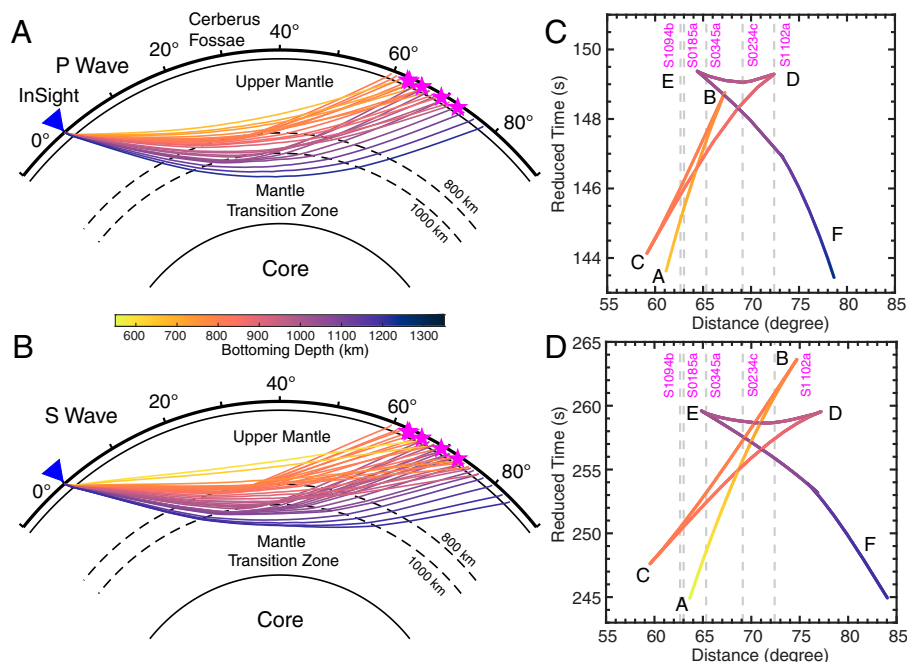 A
P Wave
InSight
0°
20°
Cerberus
Fossae
40°
60°
80°
Upper Mantle
800 km
1000 km
Mantle
Transition Zone
Core
600 700 800 900 1000 1100 1200 1300
Bottoming Depth (km)
B
S Wave
0°
20°
40°
60°
80°
Upper Mantle
800 km
1000 km
Mantle
Transition Zone
Core
C
Reduced Time (s)
150
148
146
144
S1094b
S0185a
S0345a
S0234c
S1102a
E
B
D
C
A
F
55 60 65 70 75 80 85
Distance (degree)
D
Reduced Time (s)
265
260
255
250
245
S1094b
S0185a
S0345a
S0234c
S1102a
B
E
D
C
A
F
55 60 65 70 75 80 85
Distance (degree)